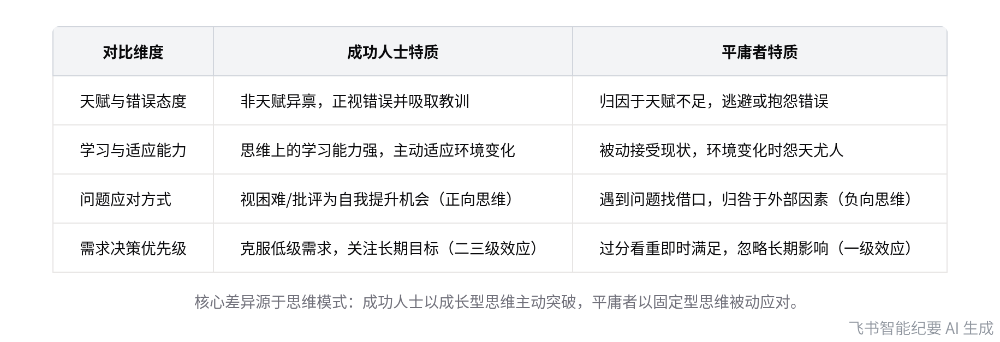 对比维度 成功人士特质 平庸者特质
天赋与错误态度 非天赋异禀，正视错误并吸取教训 归因于天赋不足，逃避或抱怨错误
学习与适应能力 思维上的学习能力强，主动适应环境变化 被动接受现状，环境变化时怨天尤人
问题应对方式 视困难/批评为自我提升机会（正向思维） 遇到问题找借口，归咎于外部因素（负向思维）
需求决策优先级 克服低级需求，关注长期目标（二三级效应） 过分看重即时满足，忽略长期影响（一级效应）
核心差异源于思维模式：成功人士以成长型思维主动突破，平庸者以固定型思维被动应对。
飞书智能纪要 AI 生成